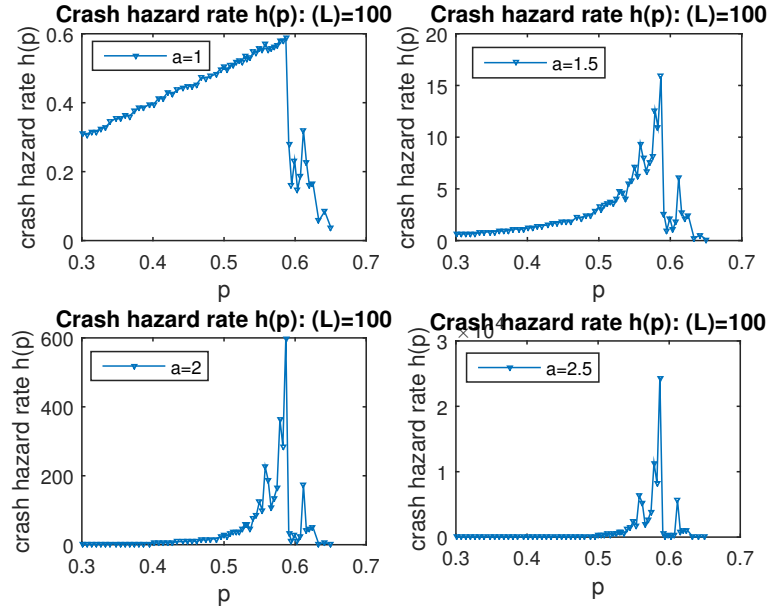 Crash hazard rate h(p): (L)=100
crash hazard rate h(p)
0.6
0.4
0.2
0
a=1
0.3 0.4 0.5 0.6 0.7
p
Crash hazard rate h(p): (L)=100
crash hazard rate h(p)
20
15
10
5
0
a=1.5
0.3 0.4 0.5 0.6 0.7
p
Crash hazard rate h(p): (L)=100
crash hazard rate h(p)
600
400
200
0
a=2
0.3 0.4 0.5 0.6 0.7
p
Crash hazard rate h(p): (L)=100
×10⁴
crash hazard rate h(p)
3
2
1
0
a=2.5
0.3 0.4 0.5 0.6 0.7
p